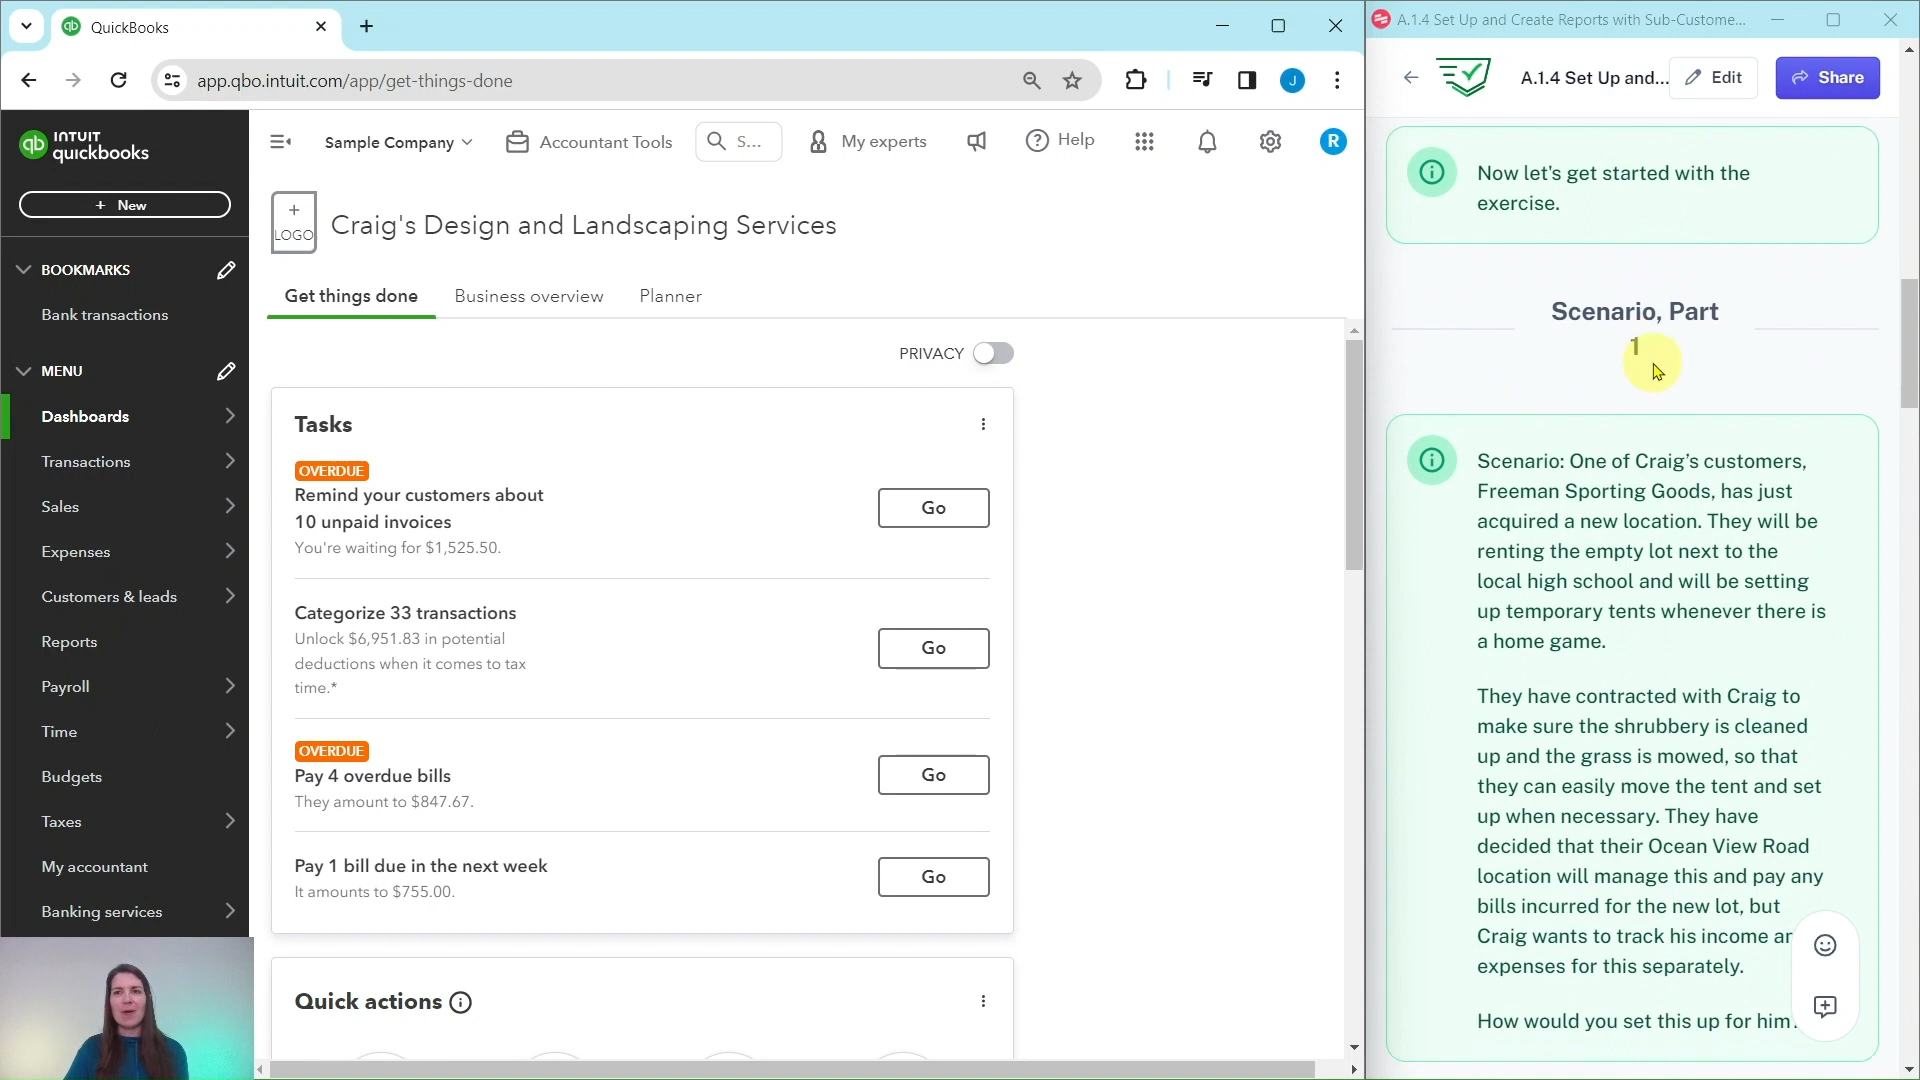 QuickBooks
app.qbo.intuit.com/app/get-things-done
J
INTUIT
qb quickbooks
+ New
BOOKMARKS
Bank transactions
MENU
Dashboards
Transactions
Sales
Expenses
Customers & leads
Reports
Payroll
Time
Budgets
Taxes
My accountant
Banking services
Sample Company
Accountant Tools
S...
My experts
Help
R
+
LOGO
Craig's Design and Landscaping Services
Get things done
Business overview
Planner
PRIVACY
Tasks
OVERDUE
Remind your customers about
10 unpaid invoices
You're waiting for $1,525.50.
Go
Categorize 33 transactions
Unlock $6,951.83 in potential
deductions when it comes to tax
time.*
Go
OVERDUE
Pay 4 overdue bills
They amount to $847.67.
Go
Pay 1 bill due in the next week
It amounts to $755.00.
Go
Quick actions
A.1.4 Set Up and Create Reports with Sub-Custome...
A.1.4 Set Up and...
Edit
Share
Now let's get started with the
exercise.
Scenario, Part
1
Scenario: One of Craig’s customers,
Freeman Sporting Goods, has just
acquired a new location. They will be
renting the empty lot next to the
local high school and will be setting
up temporary tents whenever there is
a home game.
They have contracted with Craig to
make sure the shrubbery is cleaned
up and the grass is mowed, so that
they can easily move the tent and set
up when necessary. They have
decided that their Ocean View Road
location will manage this and pay any
bills incurred for the new lot, but
Craig wants to track his income
expenses for this separately.
How would you set this up for him